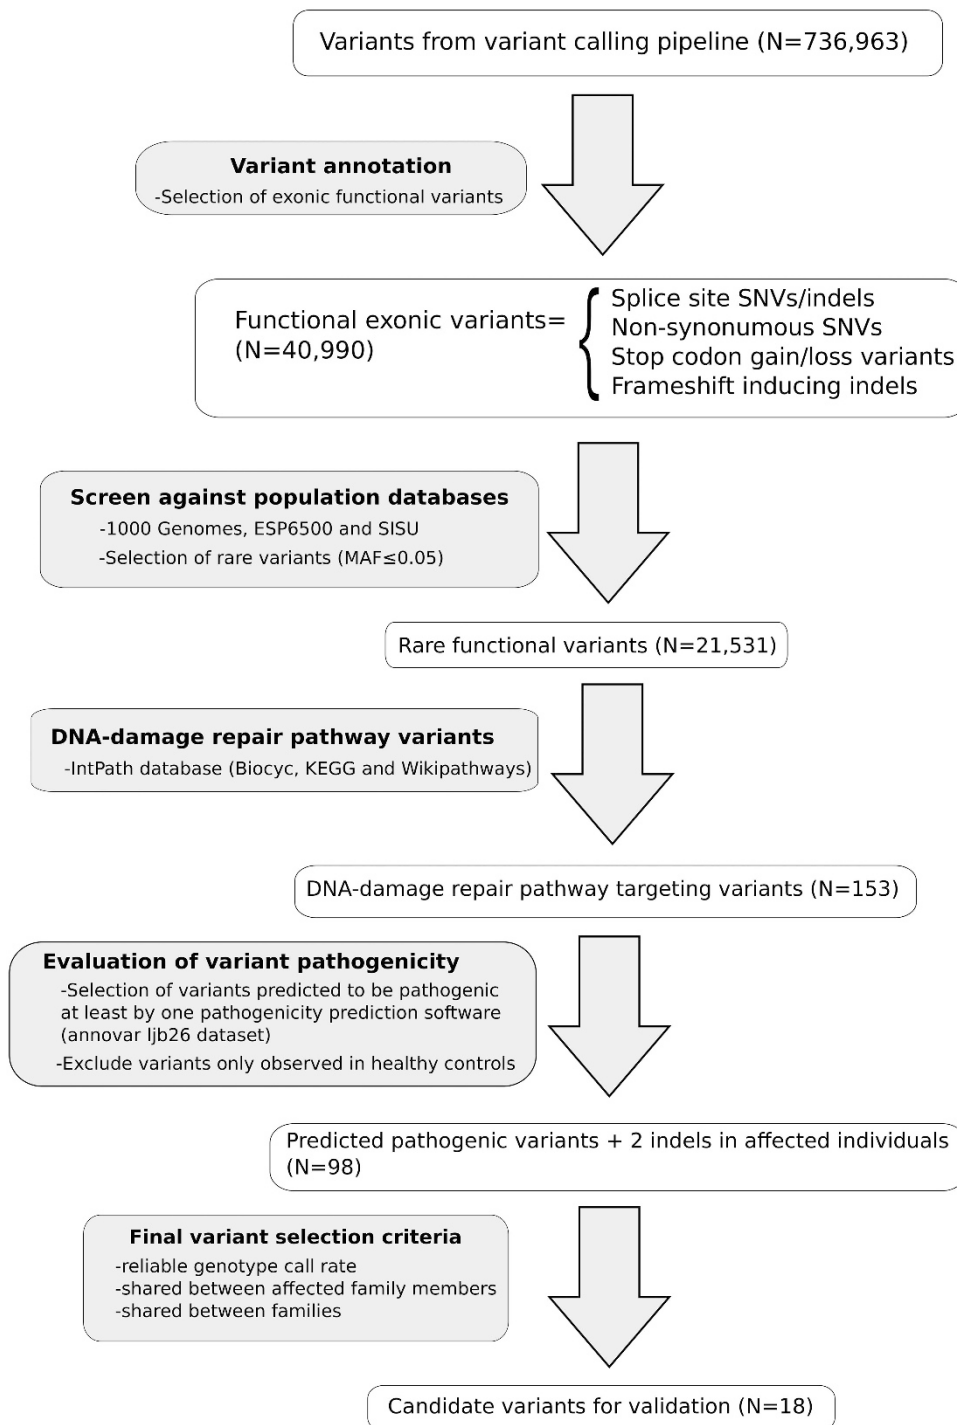 Variants from variant calling pipeline (N=736,963)
Variant annotation
-Selection of exonic functional variants
Functional exonic variants=
(N=40,990)
Splice site SNVs/indels
Non-synonumous SNVs
Stop codon gain/loss variants
Frameshift inducing indels
Screen against population databases
-1000 Genomes, ESP6500 and SISU
-Selection of rare variants (MAF≤0.05)
Rare functional variants (N=21,531)
DNA-damage repair pathway variants
-IntPath database (Biocyc, KEGG and Wikipathways)
DNA-damage repair pathway targeting variants (N=153)
Evaluation of variant pathogenicity
-Selection of variants predicted to be pathogenic
at least by one pathogenicity prediction software
(annovar ljb26 dataset)
-Exclude variants only observed in healthy controls
Predicted pathogenic variants + 2 indels in affected individuals
(N=98)
Final variant selection criteria
-reliable genotype call rate
-shared between affected family members
-shared between families
Candidate variants for validation (N=18)